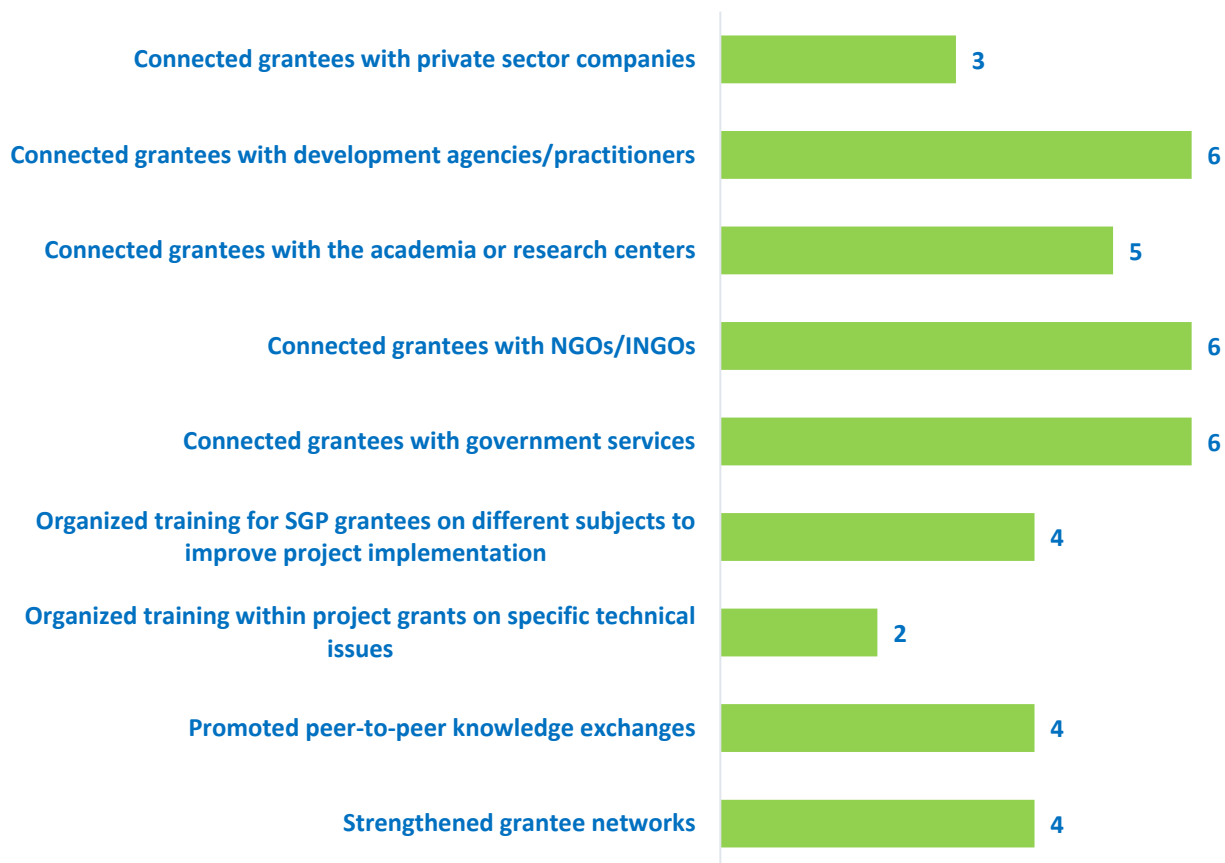 Connected grantees with private sector companies
3
Connected grantees with development agencies/practitioners
6
Connected grantees with the academia or research centers
5
Connected grantees with NGOs/INGOs
6
Connected grantees with government services
6
Organized training for SGP grantees on different subjects to
improve project implementation
4
Organized training within project grants on specific technical
issues
2
Promoted peer-to-peer knowledge exchanges
4
Strengthened grantee networks
4